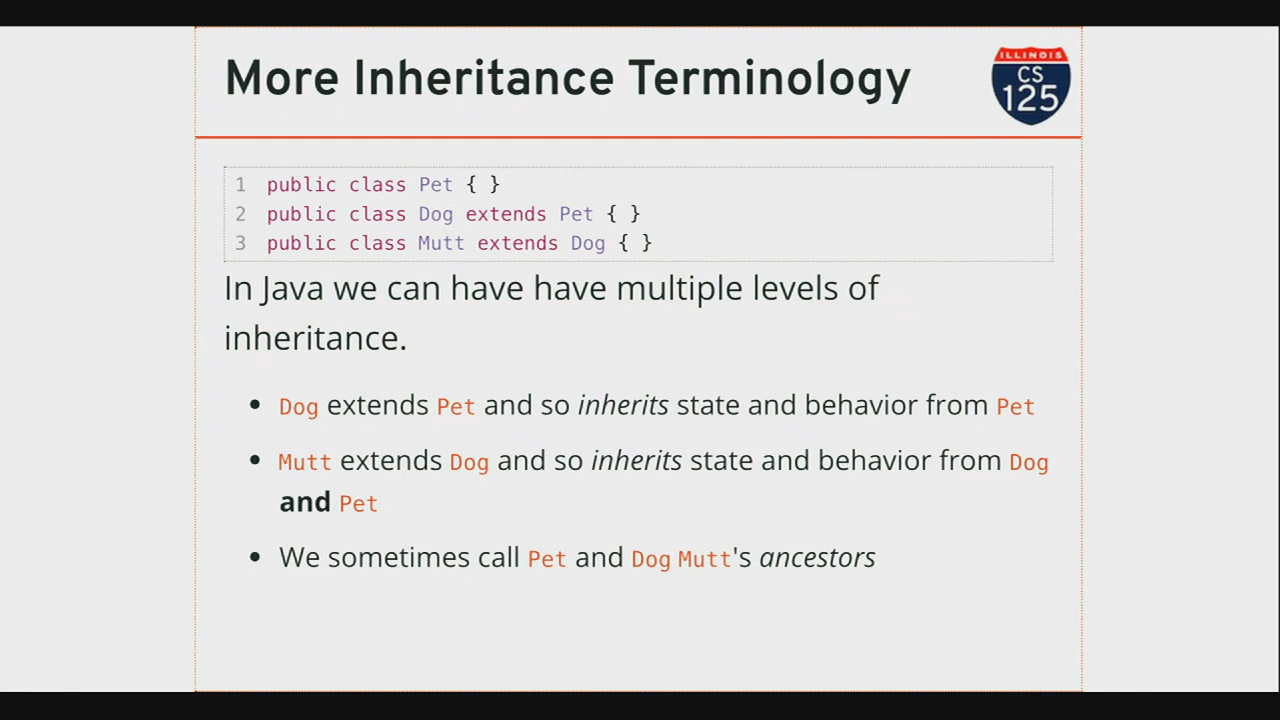 More Inheritance Terminology
ILLINOIS
CS
125
1 public class Pet { }
2 public class Dog extends Pet { }
3 public class Mutt extends Dog { }
In Java we can have have multiple levels of
inheritance.
• Dog extends Pet and so inherits state and behavior from Pet
• Mutt extends Dog and so inherits state and behavior from Dog
and Pet
• We sometimes call Pet and Dog Mutt's ancestors